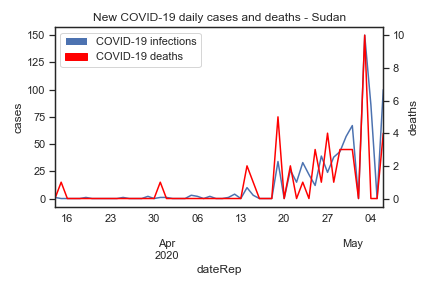 New COVID-19 daily cases and deaths - Sudan
COVID-19 infections
COVID-19 deaths
cases
150
125
100
75
50
25
0
deaths
10
8
6
4
2
0
16 23 30 06 13 20 27 04
Apr May
2020
dateRep